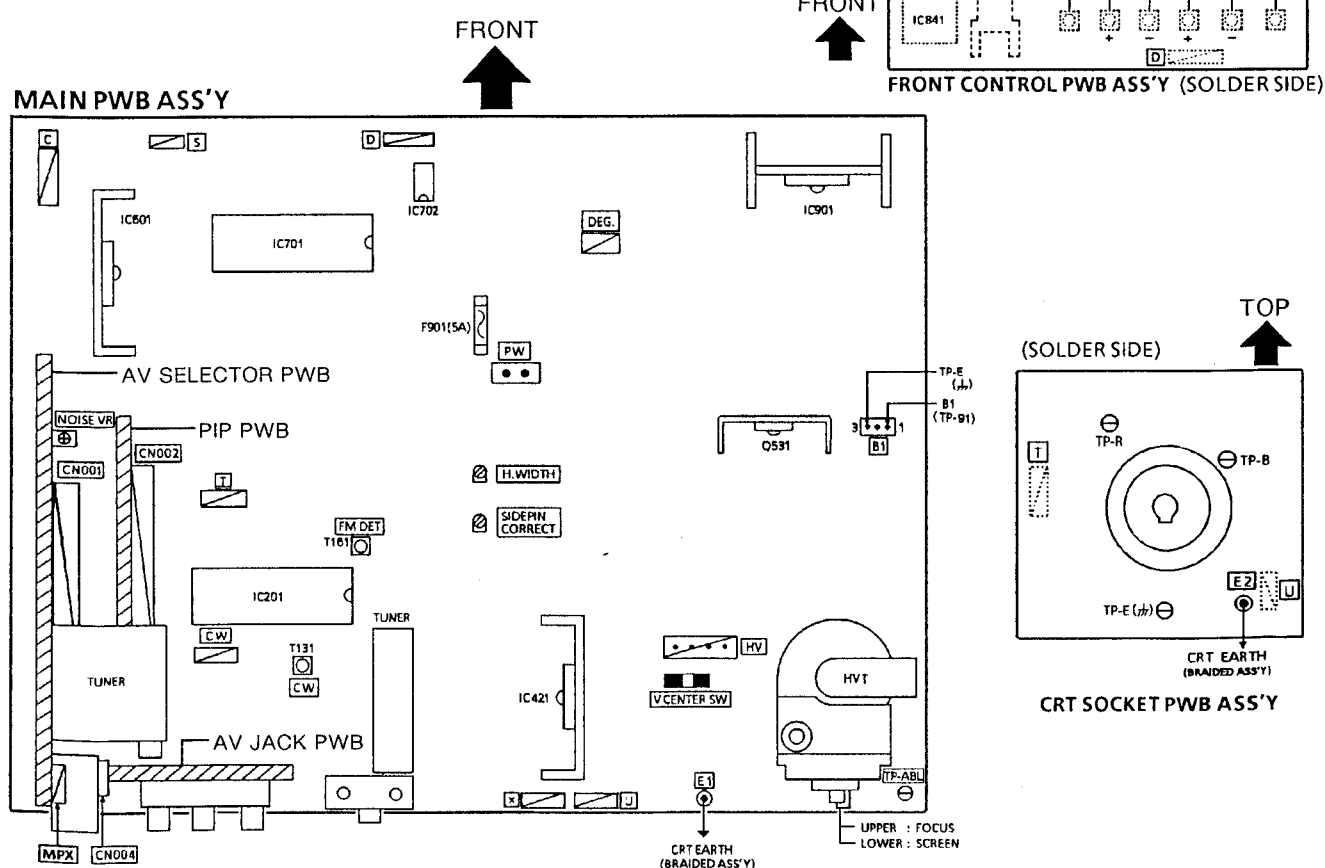 FRONT
FRONT
IC841
+ - + -
D
FRONT CONTROL PWB ASS'Y (SOLDER SIDE)
MAIN PWB ASS'Y
C
S
D
IC601
IC701
IC702
DEG.
IC901
F901(5A)
PW
AV SELECTOR PWB
NOISE VR
PIP PWB
CN001
CN002
T
TP-E
B1
(TP-91)
3
1
B1
Q531
H.WIDTH
SIDEPIN
CORRECT
FM DET
T161
IC201
CW
T131
CW
TUNER
TUNER
IC421
HV
V CENTER SW
HVT
AV JACK PWB
TP-ABL
X
U
E1
MPX
CN004
CRT EARTH
(BRAIDED ASS'Y)
UPPER : FOCUS
LOWER : SCREEN
TOP
(SOLDER SIDE)
T
TP-R
TP-B
E2
U
TP-E
CRT EARTH
(BRAIDED ASS'Y)
CRT SOCKET PWB ASS'Y